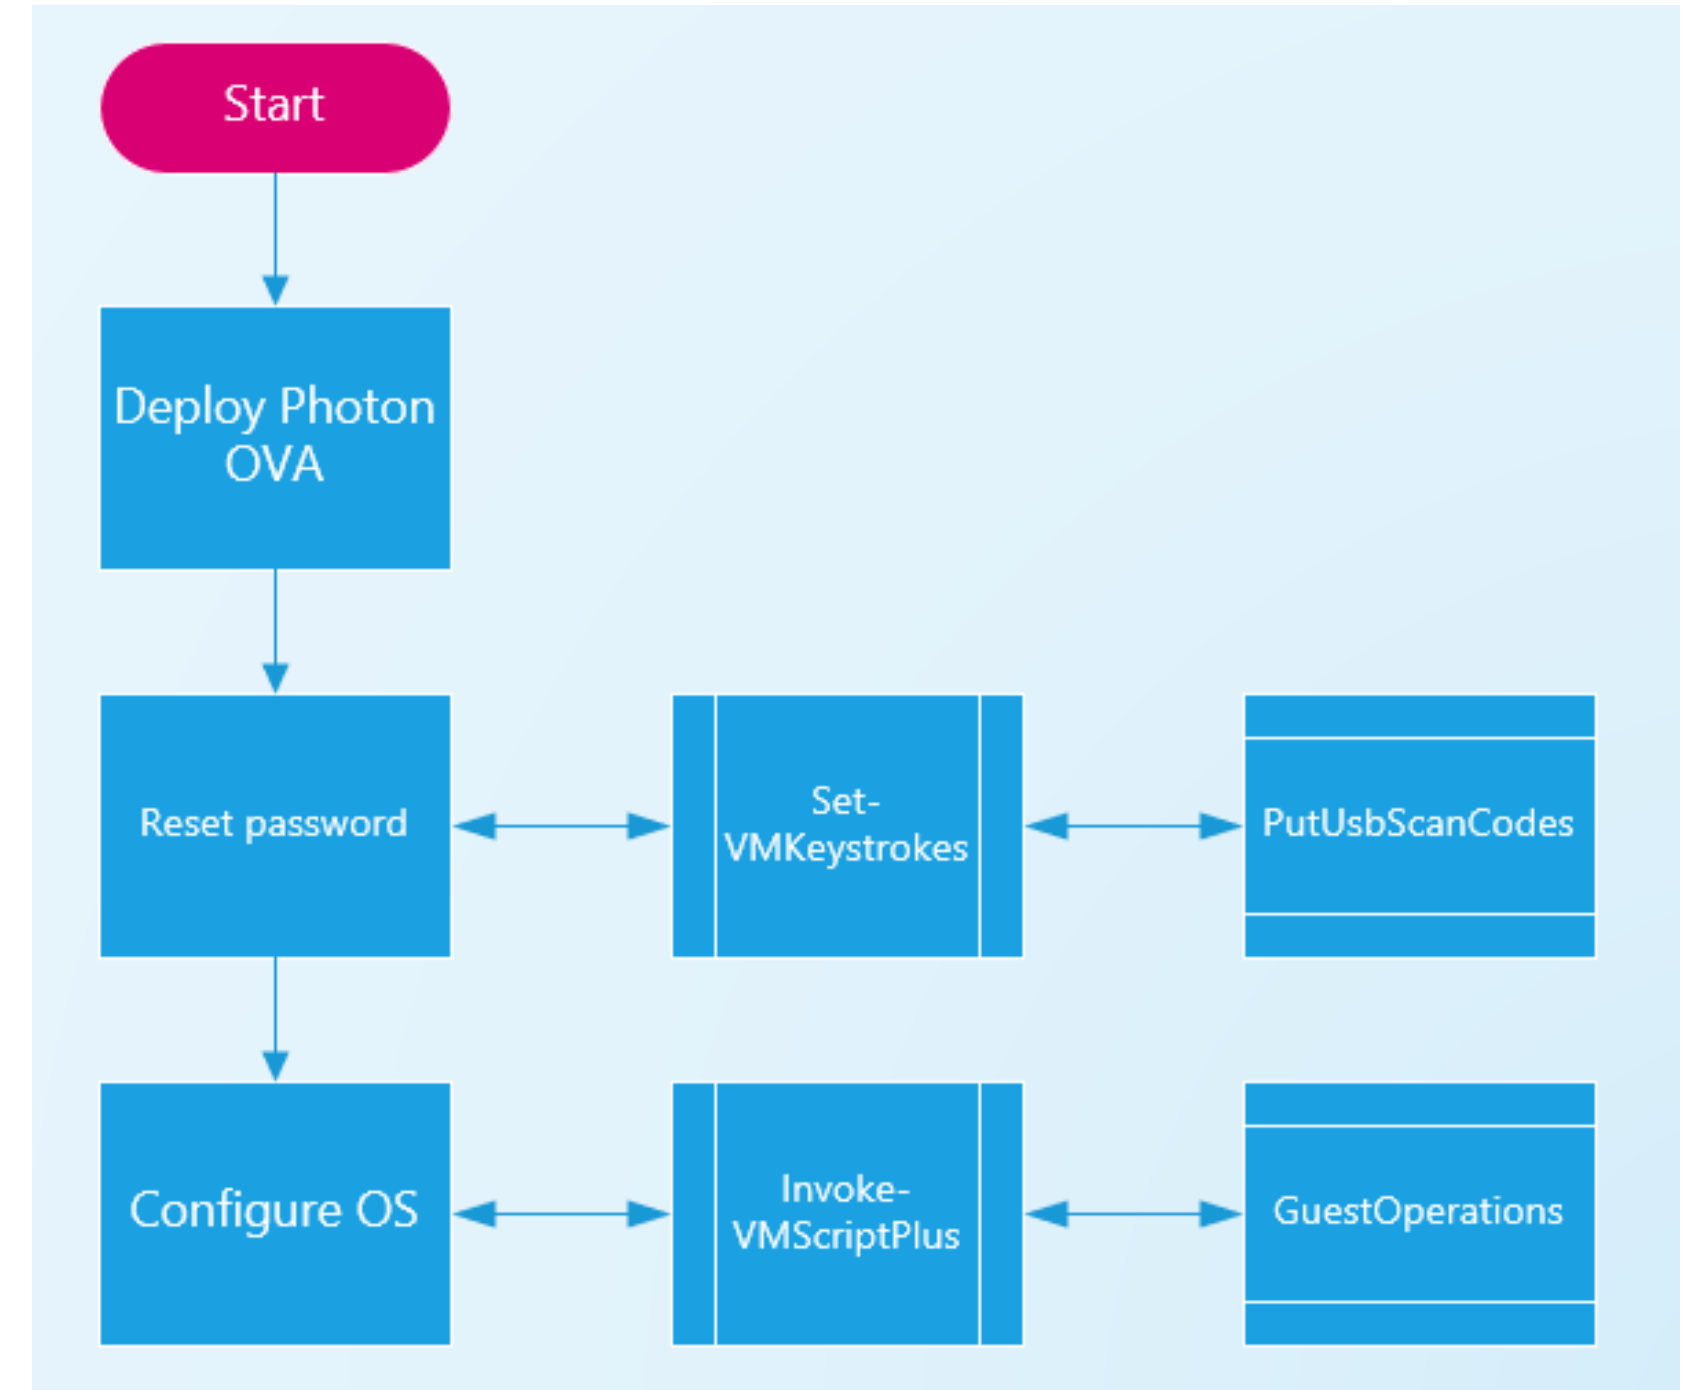 Start
Deploy Photon
OVA
Reset password
Set-
VMKeystrokes
PutUsbScanCodes
Configure OS
Invoke-
VMScriptPlus
GuestOperations